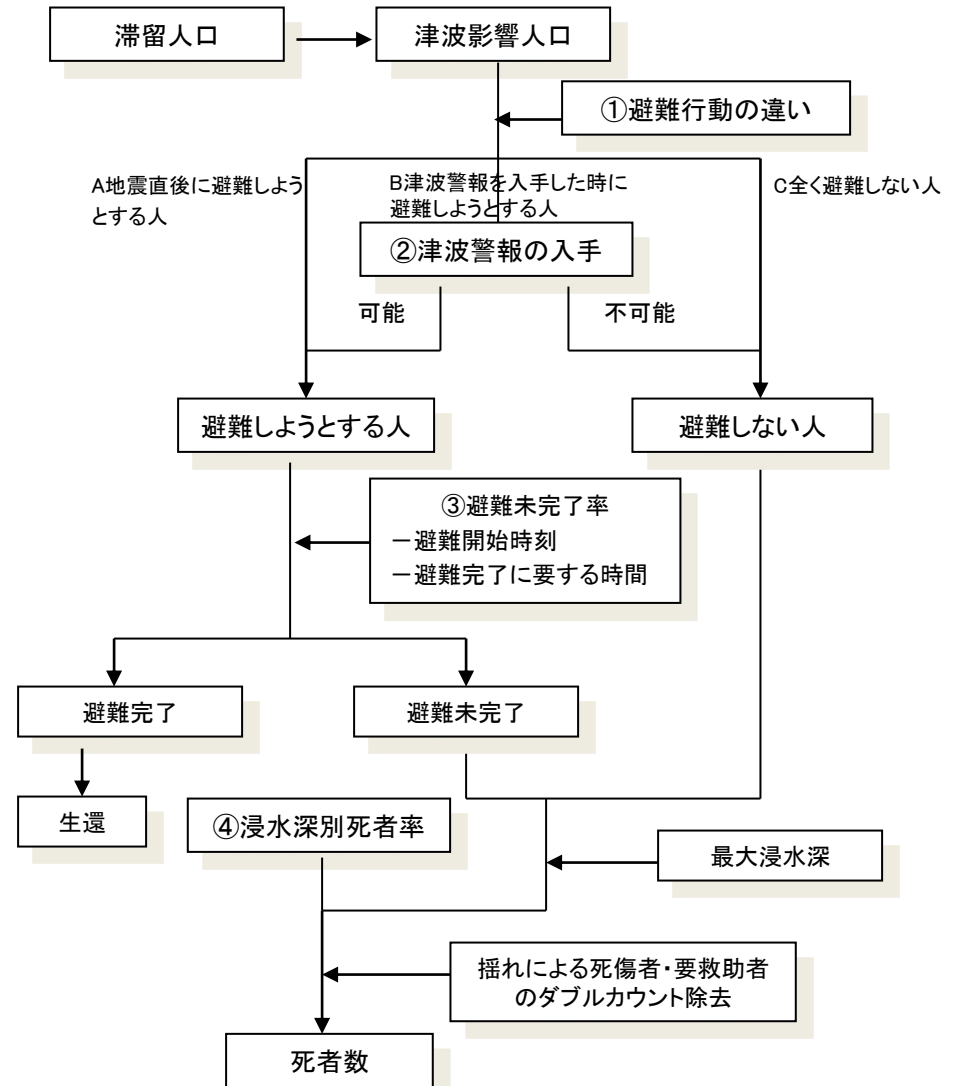 滞留人口
津波影響人口
①避難行動の違い
A地震直後に避難しよう
とする人
B津波警報を入手した時に
避難しようとする人
C全く避難しない人
②津波警報の入手
可能
不可能
避難しようとする人
避難しない人
③避難未完了率
－避難開始時刻
－避難完了に要する時間
避難完了
避難未完了
生還
④浸水深別死者率
最大浸水深
揺れによる死傷者・要救助者
のダブルカウント除去
死者数